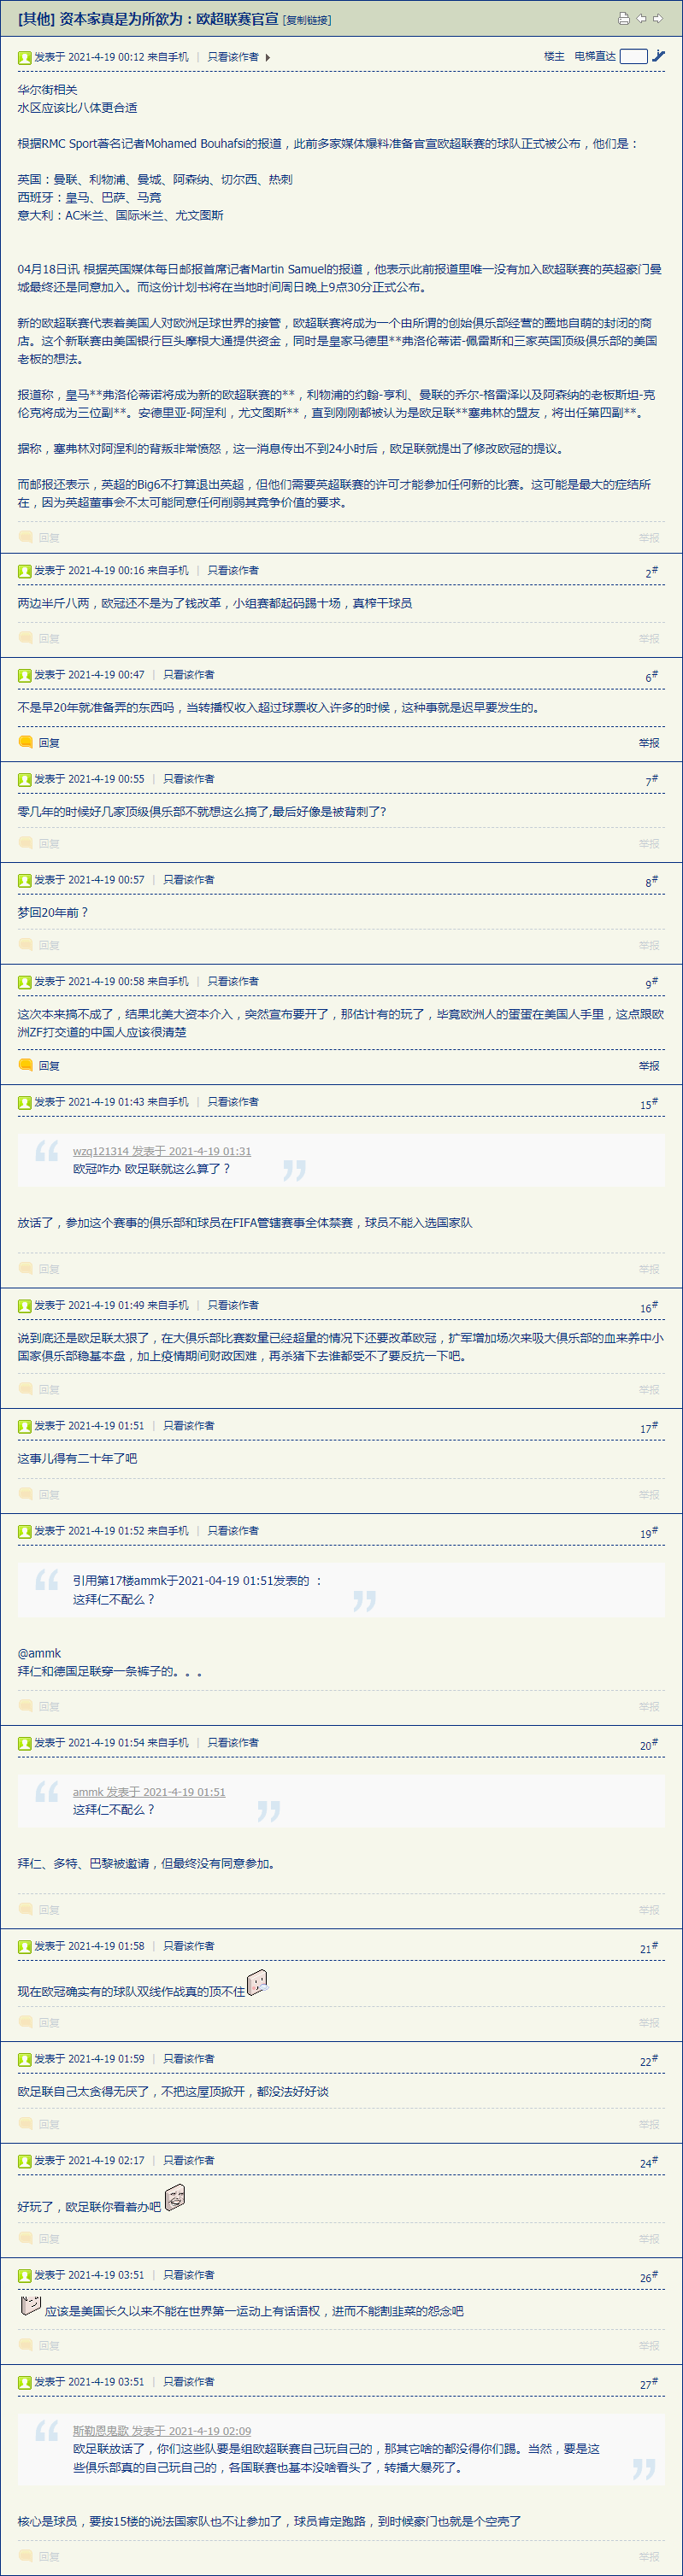 [其他] 资本家真是为所欲为：欧超联赛官宣 [复制链接]
发表于 2021-4-19 00:12 来自手机 | 只看该作者
楼主 电梯直达
华尔街相关
水区应该比八体更合适
根据RMC Sport著名记者Mohamed Bouhafsi的报道，此前多家媒体爆料准备官宣欧超联赛的球队正式被公布，他们是：
英国：曼联、利物浦、曼城、阿森纳、切尔西、热刺
西班牙：皇马、巴萨、马竞
意大利：AC米兰、国际米兰、尤文图斯
04月18日讯 根据英国媒体每日邮报首席记者Martin Samuel的报道，他表示此前报道里唯一没有加入欧超联赛的英超豪门曼
城最终还是同意加入。而这份计划书将在当地时间周日晚上9点30分正式公布。
新的欧超联赛代表着美国人对欧洲足球世界的接管，欧超联赛将成为一个由所谓的创始俱乐部经营的圈地自萌的封闭的商
店。这个新联赛由美国银行巨头摩根大通提供资金，同时是皇家马德里**弗洛伦蒂诺-佩雷斯和三家英国顶级俱乐部的美国
老板的想法。
报道称，皇马**弗洛伦蒂诺将成为新的欧超联赛的**，利物浦的约翰-亨利、曼联的乔尔-格雷泽以及阿森纳的老板斯坦-克
伦克将成为三位副**。安德里亚-阿涅利，尤文图斯**，直到刚刚都被认为是欧足联**塞弗林的盟友，将出任第四副**。
据称，塞弗林对阿涅利的背叛非常愤怒，这一消息传出不到24小时后，欧足联就提出了修改欧冠的提议。
而邮报还表示，英超的Big6不打算退出英超，但他们需要英超联赛的许可才能参加任何新的比赛。这可能是最大的症结所
在，因为英超董事会不太可能同意任何削弱其竞争价值的要求。
回复 举报
发表于 2021-4-19 00:16 来自手机 | 只看该作者 2#
两边半斤八两，欧冠还不是为了钱改革，小组赛都起码踢十场，真榨干球员
回复 举报
发表于 2021-4-19 00:47 | 只看该作者 6#
不是早20年就准备弄的东西吗，当转播权收入超过球票收入许多的时候，这种事就是迟早要发生的。
回复 举报
发表于 2021-4-19 00:55 | 只看该作者 7#
零几年的时候好几家顶级俱乐部不就想这么搞了,最后好像是被背刺了?
回复 举报
发表于 2021-4-19 00:57 | 只看该作者 8#
梦回20年前？
回复 举报
发表于 2021-4-19 00:58 来自手机 | 只看该作者 9#
这次本来搞不成了，结果北美大资本介入，突然宣布要开了，那估计有的玩了，毕竟欧洲人的蛋蛋在美国人手里，这点跟欧
洲ZF打交道的中国人应该很清楚
回复 举报
发表于 2021-4-19 01:43 来自手机 | 只看该作者 15#
wzq121314 发表于 2021-4-19 01:31
欧冠咋办 欧足联就这么算了？
放话了，参加这个赛事的俱乐部和球员在FIFA管辖赛事全体禁赛，球员不能入选国家队
回复 举报
发表于 2021-4-19 01:49 来自手机 | 只看该作者 16#
说到底还是欧足联太狠了，在大俱乐部比赛数量已经超量的情况下还要改革欧冠，扩军增加场次来吸大俱乐部的血来养中小
国家俱乐部稳基本盘，加上疫情期间财政困难，再杀猪下去谁都受不了要反抗一下吧。
回复 举报
发表于 2021-4-19 01:51 | 只看该作者 17#
这事儿得有二十年了吧
回复 举报
发表于 2021-4-19 01:52 来自手机 | 只看该作者 19#
引用第17楼ammk于2021-04-19 01:51发表的 ：
这拜仁不配么？
@ammk
拜仁和德国足联穿一条裤子的。。。
回复 举报
发表于 2021-4-19 01:54 来自手机 | 只看该作者 20#
ammk 发表于 2021-4-19 01:51
这拜仁不配么？
拜仁、多特、巴黎被邀请，但最终没有同意参加。
回复 举报
发表于 2021-4-19 01:58 | 只看该作者 21#
现在欧冠确实有的球队双线作战真的顶不住
回复 举报
发表于 2021-4-19 01:59 | 只看该作者 22#
欧足联自己太贪得无厌了，不把这屋顶掀开，都没法好好谈
回复 举报
发表于 2021-4-19 02:17 | 只看该作者 24#
好玩了，欧足联你看着办吧
回复 举报
发表于 2021-4-19 03:51 | 只看该作者 26#
应该是美国长久以来不能在世界第一运动上有话语权，进而不能割韭菜的怨念吧
回复 举报
发表于 2021-4-19 03:51 | 只看该作者 27#
斯勒恩鬼歌 发表于 2021-4-19 02:09
欧足联放话了，你们这些队要是组欧超联赛自己玩自己的，那其它啥的都没得你们踢。当然，要是这
些俱乐部真的自己玩自己的，各国联赛也基本没啥看头了，转播大暴死了。
核心是球员，要按15楼的说法国家队也不让参加了，球员肯定跑路，到时候豪门也就是个空壳了
回复 举报